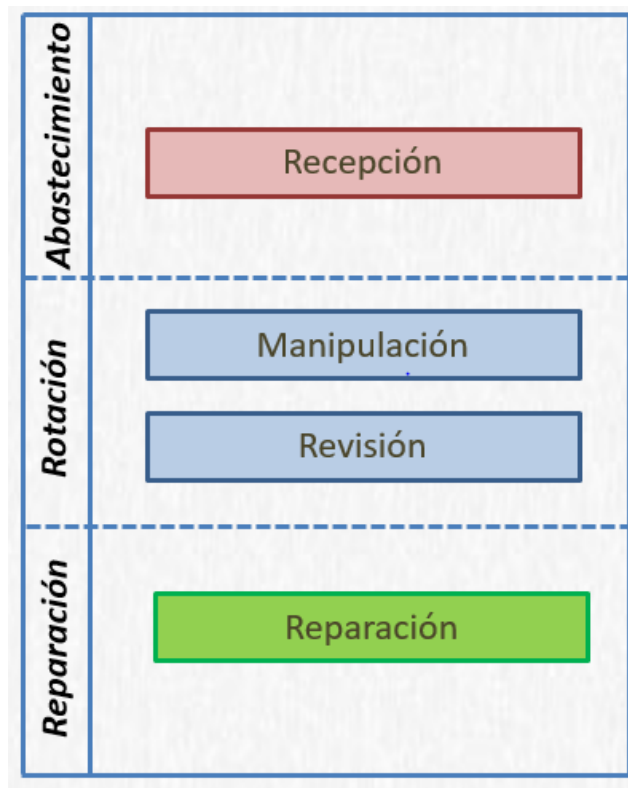 Abastecimiento
Recepción
Rotación
Manipulación
Revisión
Reparación
Reparación